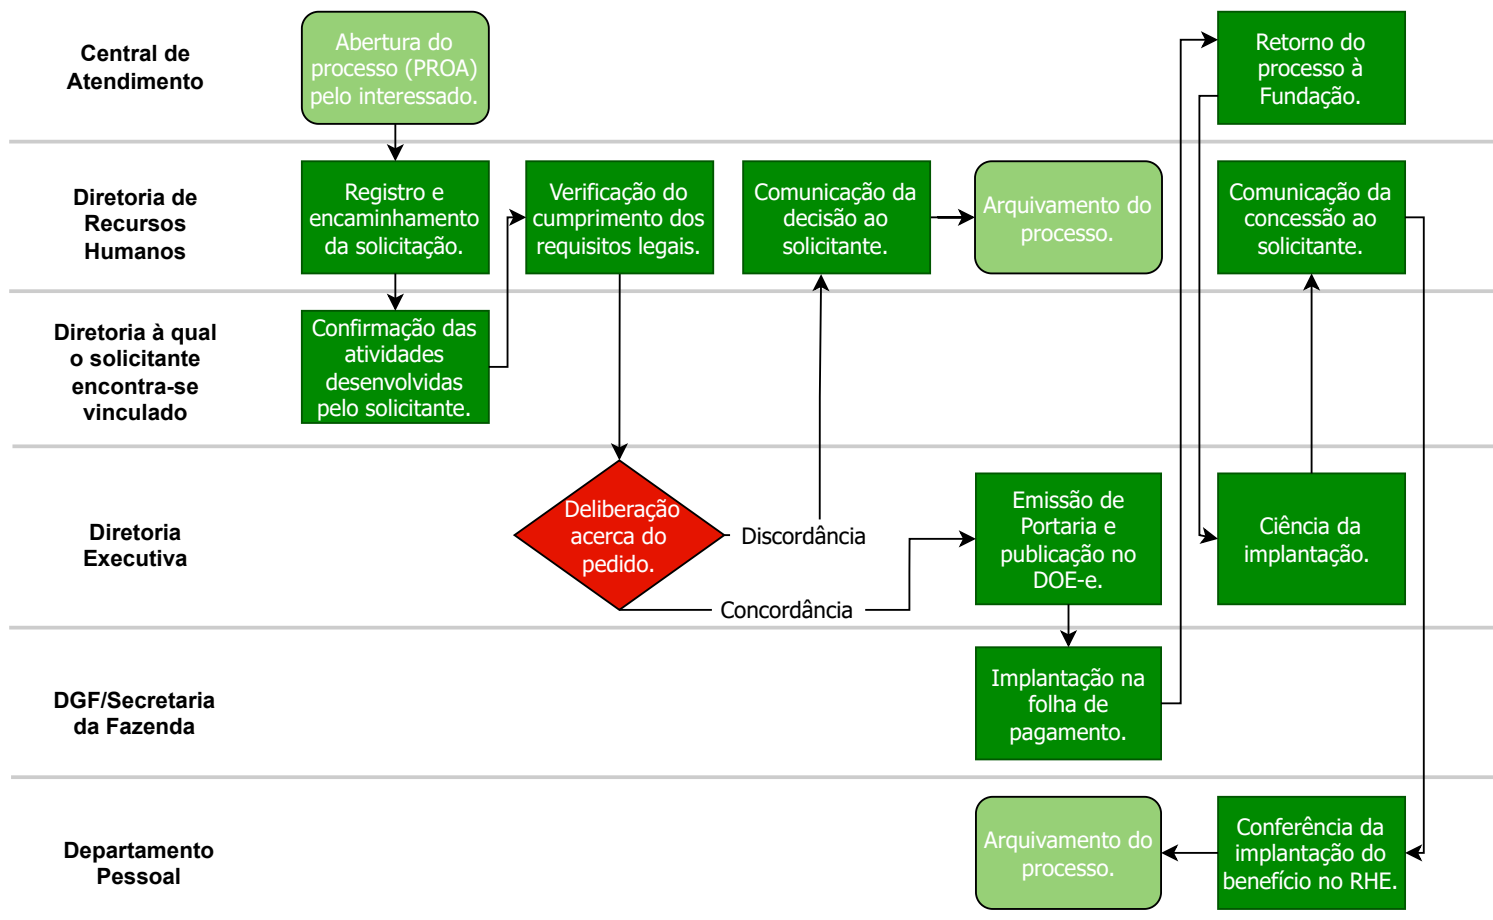 Central de
Atendimento
Abertura do
processo (PROA)
pelo interessado.
Retorno do
processo à
Fundação.
Diretoria de
Recursos
Humanos
Registro e
encaminhamento
da solicitação.
Verificação do
cumprimento dos
requisitos legais.
Comunicação da
decisão ao
solicitante.
Arquivamento do
processo.
Comunicação da
concessão ao
solicitante.
Diretoria à qual
o solicitante
encontra-se
vinculado
Confirmação das
atividades
desenvolvidas
pelo solicitante.
Diretoria
Executiva
Deliberação
acerca do
pedido.
Discordância
Concordância
Emissão de
Portaria e
publicação no
DOE-e.
Ciência da
implantação.
DGF/Secretaria
da Fazenda
Implantação na
folha de
pagamento.
Departamento
Pessoal
Arquivamento do
processo.
Conferência da
implantação do
benefício no RHE.